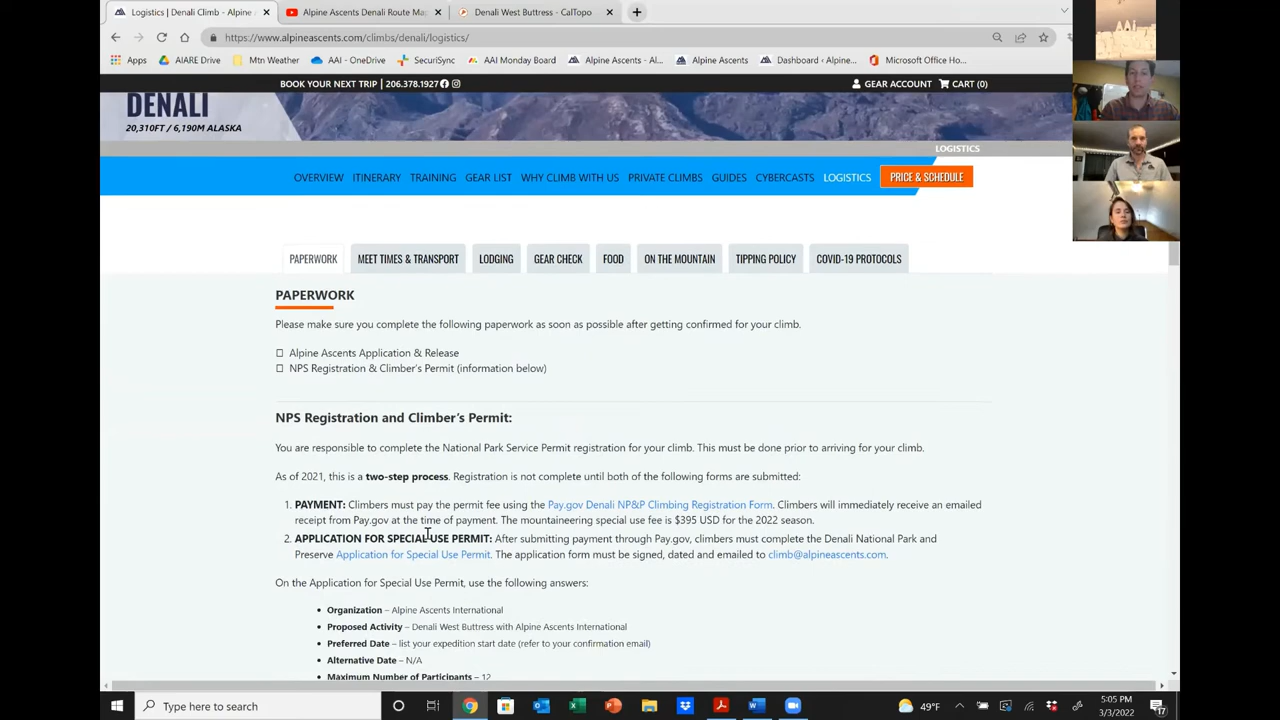 Logistics | Denali Climb - Alpine
Alpine Ascents Denali Route Ma
Denali West Buttress - CalTopo
https://www.alpineascents.com/climbs/denali/logistics/
Apps AIARE Drive Mtn Weather AAI - OneDrive SecuriSync AAI Monday Board Alpine Ascents - Al... Alpine Ascents Dashboard ‹ Alpine... Microsoft Office Ho...
BOOK YOUR NEXT TRIP | 206.378.1927
GEAR ACCOUNT CART (0)
AAi
DENALI
20,310FT / 6,190M ALASKA
LOGISTICS
OVERVIEW ITINERARY TRAINING GEAR LIST WHY CLIMB WITH US PRIVATE CLIMBS GUIDES CYBERCASTS LOGISTICS PRICE & SCHEDULE
PAPERWORK MEET TIMES & TRANSPORT LODGING GEAR CHECK FOOD ON THE MOUNTAIN TIPPING POLICY COVID-19 PROTOCOLS
PAPERWORK
Please make sure you complete the following paperwork as soon as possible after getting confirmed for your climb.
☐ Alpine Ascents Application & Release
☐ NPS Registration & Climber's Permit (information below)
NPS Registration and Climber's Permit:
You are responsible to complete the National Park Service Permit registration for your climb. This must be done prior to arriving for your climb.
As of 2021, this is a two-step process. Registration is not complete until both of the following forms are submitted:
1. PAYMENT: Climbers must pay the permit fee using the Pay.gov Denali NP&P Climbing Registration Form. Climbers will immediately receive an emailed
receipt from Pay.gov at the time of payment. The mountaineering special use fee is $395 USD for the 2022 season.
2. APPLICATION FOR SPECIAL USE PERMIT: After submitting payment through Pay.gov, climbers must complete the Denali National Park and
Preserve Application for Special Use Permit. The application form must be signed, dated and emailed to climb@alpineascents.com.
On the Application for Special Use Permit, use the following answers:
• Organization – Alpine Ascents International
• Proposed Activity – Denali West Buttress with Alpine Ascents International
• Preferred Date – list your expedition start date (refer to your confirmation email)
• Alternative Date – N/A
• Maximum Number of Participants – 12
Type here to search
49°F
5:05 PM
3/3/2022
17